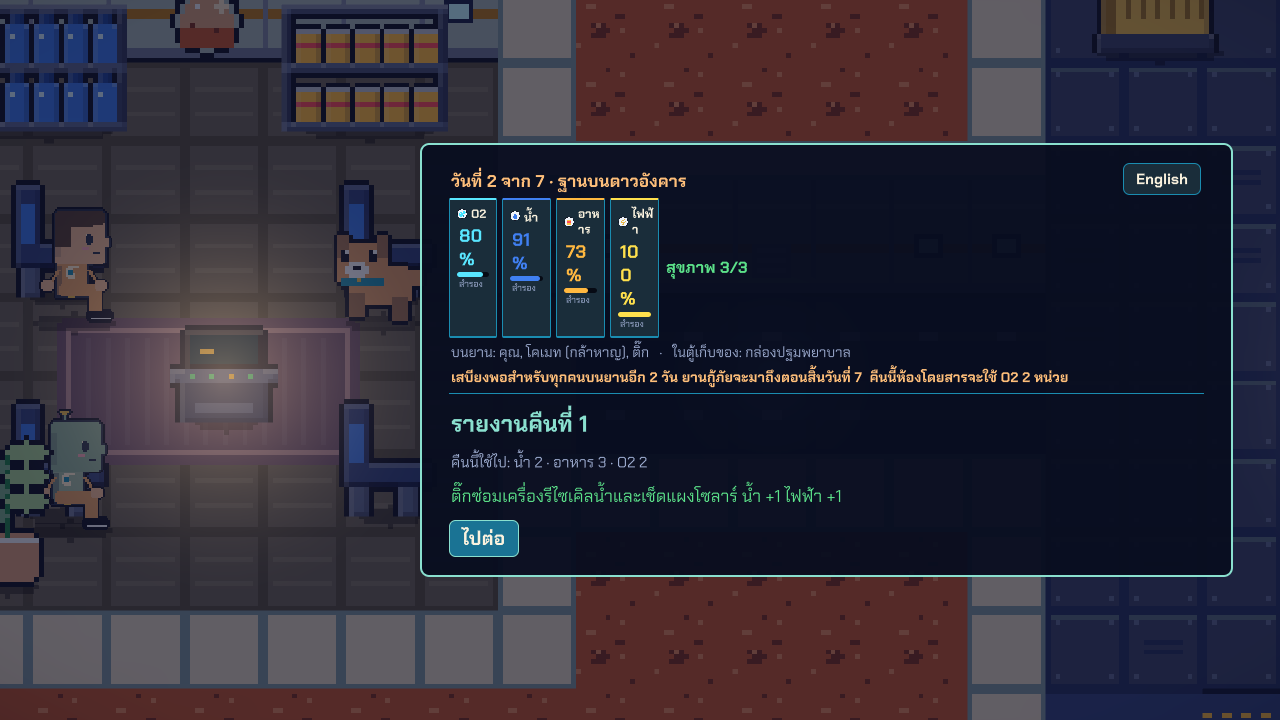 วันที่ 2 จาก 7 · ฐานบนดาวอังคาร
English
O2
80
%
สำรอง
น้ำ
91
%
สำรอง
อาห
าร
73
%
สำรอง
ไฟฟ้
า
10
0
%
สำรอง
สุขภาพ 3/3
บนยาน: คุณ, โคเมท (กล้าหาญ), ติ๊ก · ในตู้เก็บของ: กล่องปฐมพยาบาล
เสบียงพอสำหรับทุกคนบนยานอีก 2 วัน ยานกู้ภัยจะมาถึงตอนสิ้นวันที่ 7 คืนนี้ห้องโดยสารจะใช้ O2 2 หน่วย
รายงานคืนที่ 1
คืนนี้ใช้ไป: น้ำ 2 · อาหาร 3 · O2 2
ติ๊กซ่อมเครื่องรีไซเคิลน้ำและเช็ดแผงโซลาร์ น้ำ +1 ไฟฟ้า +1
ไปต่อ